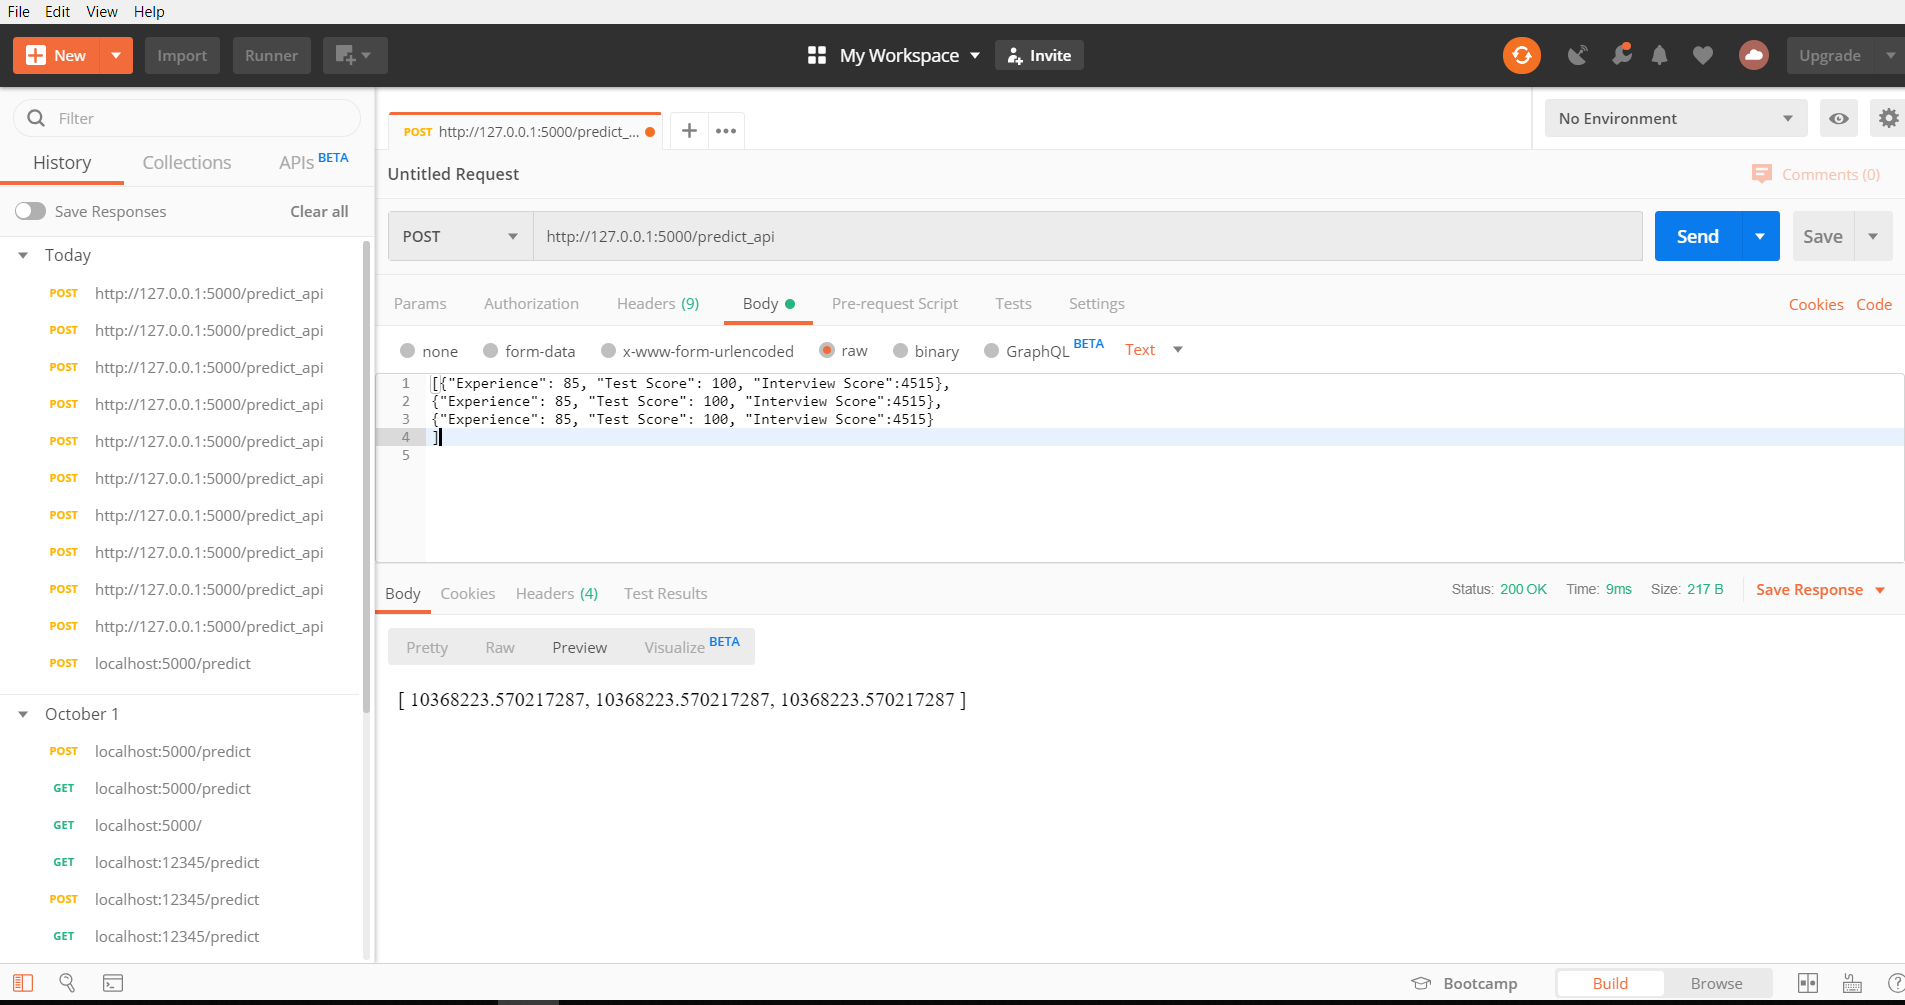 File Edit View Help
New Import Runner My Workspace Invite Upgrade
Filter
History Collections APIs BETA
Save Responses Clear all
Today
POST http://127.0.0.1:5000/predict_api
POST http://127.0.0.1:5000/predict_api
POST http://127.0.0.1:5000/predict_api
POST http://127.0.0.1:5000/predict_api
POST http://127.0.0.1:5000/predict_api
POST http://127.0.0.1:5000/predict_api
POST http://127.0.0.1:5000/predict_api
POST http://127.0.0.1:5000/predict_api
POST http://127.0.0.1:5000/predict_api
POST http://127.0.0.1:5000/predict_api
POST localhost:5000/predict
October 1
POST localhost:5000/predict
GET localhost:5000/predict
GET localhost:5000/
GET localhost:12345/predict
POST localhost:12345/predict
GET localhost:12345/predict
POST http://127.0.0.1:5000/predict_... No Environment
Untitled Request Comments (0)
POST http://127.0.0.1:5000/predict_api Send Save
Params Authorization Headers (9) Body Pre-request Script Tests Settings Cookies Code
none form-data x-www-form-urlencoded raw binary GraphQL BETA Text
1 [{"Experience": 85, "Test Score": 100, "Interview Score":4515},
2 {"Experience": 85, "Test Score": 100, "Interview Score":4515},
3 {"Experience": 85, "Test Score": 100, "Interview Score":4515}
4 ]
5
Body Cookies Headers (4) Test Results Status: 200 OK Time: 9ms Size: 217 B Save Response
Pretty Raw Preview Visualize BETA
[ 10368223.570217287, 10368223.570217287, 10368223.570217287 ]
Bootcamp Build Browse